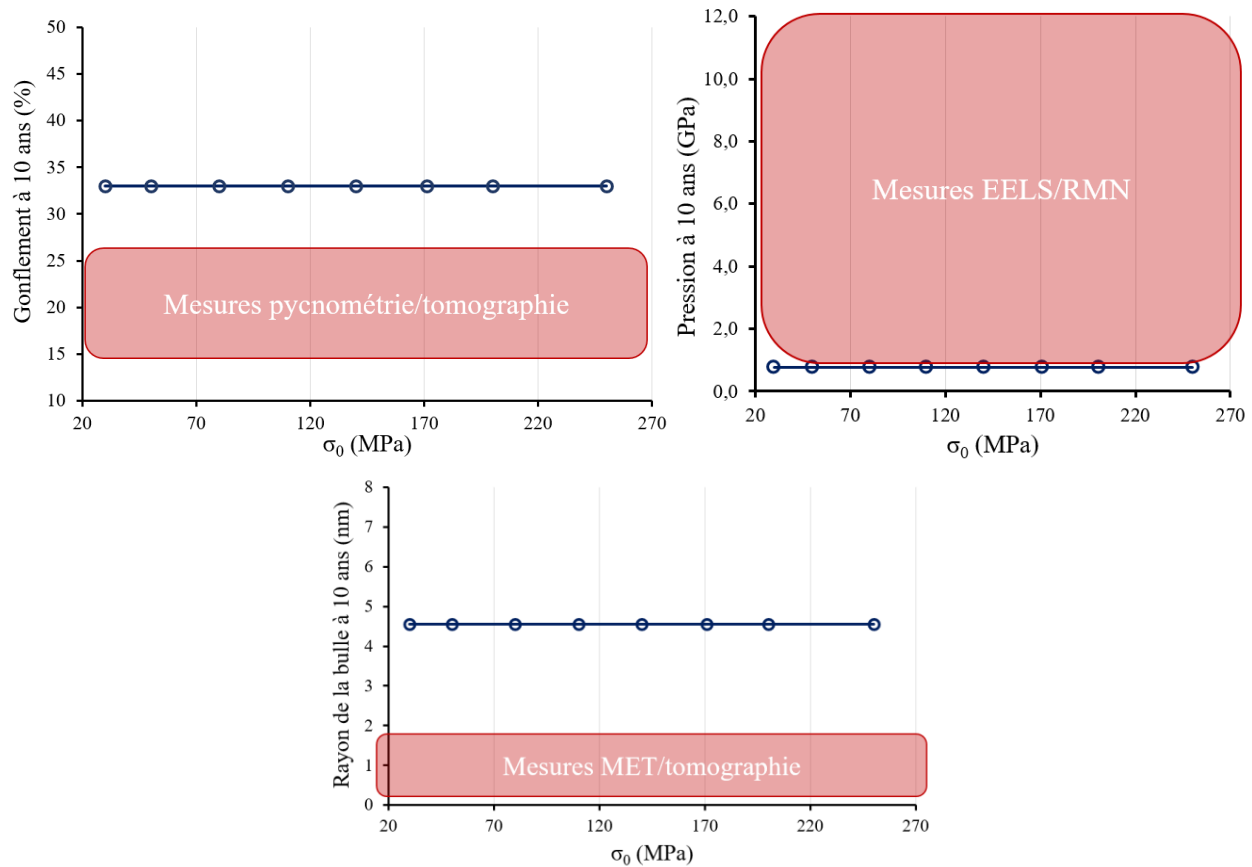 Gonflement à 10 ans (%)
50
45
40
35
30
25
20
15
10
Mesures pycnométrie/tomographie
20 70 120 170 220 270
σ₀ (MPa)
Pression à 10 ans (GPa)
12,0
10,0
8,0
6,0
4,0
2,0
0,0
Mesures EELS/RMN
20 70 120 170 220 270
σ₀ (MPa)
Rayon de la bulle à 10 ans (nm)
8
7
6
5
4
3
2
1
0
Mesures MET/tomographie
20 70 120 170 220 270
σ₀ (MPa)